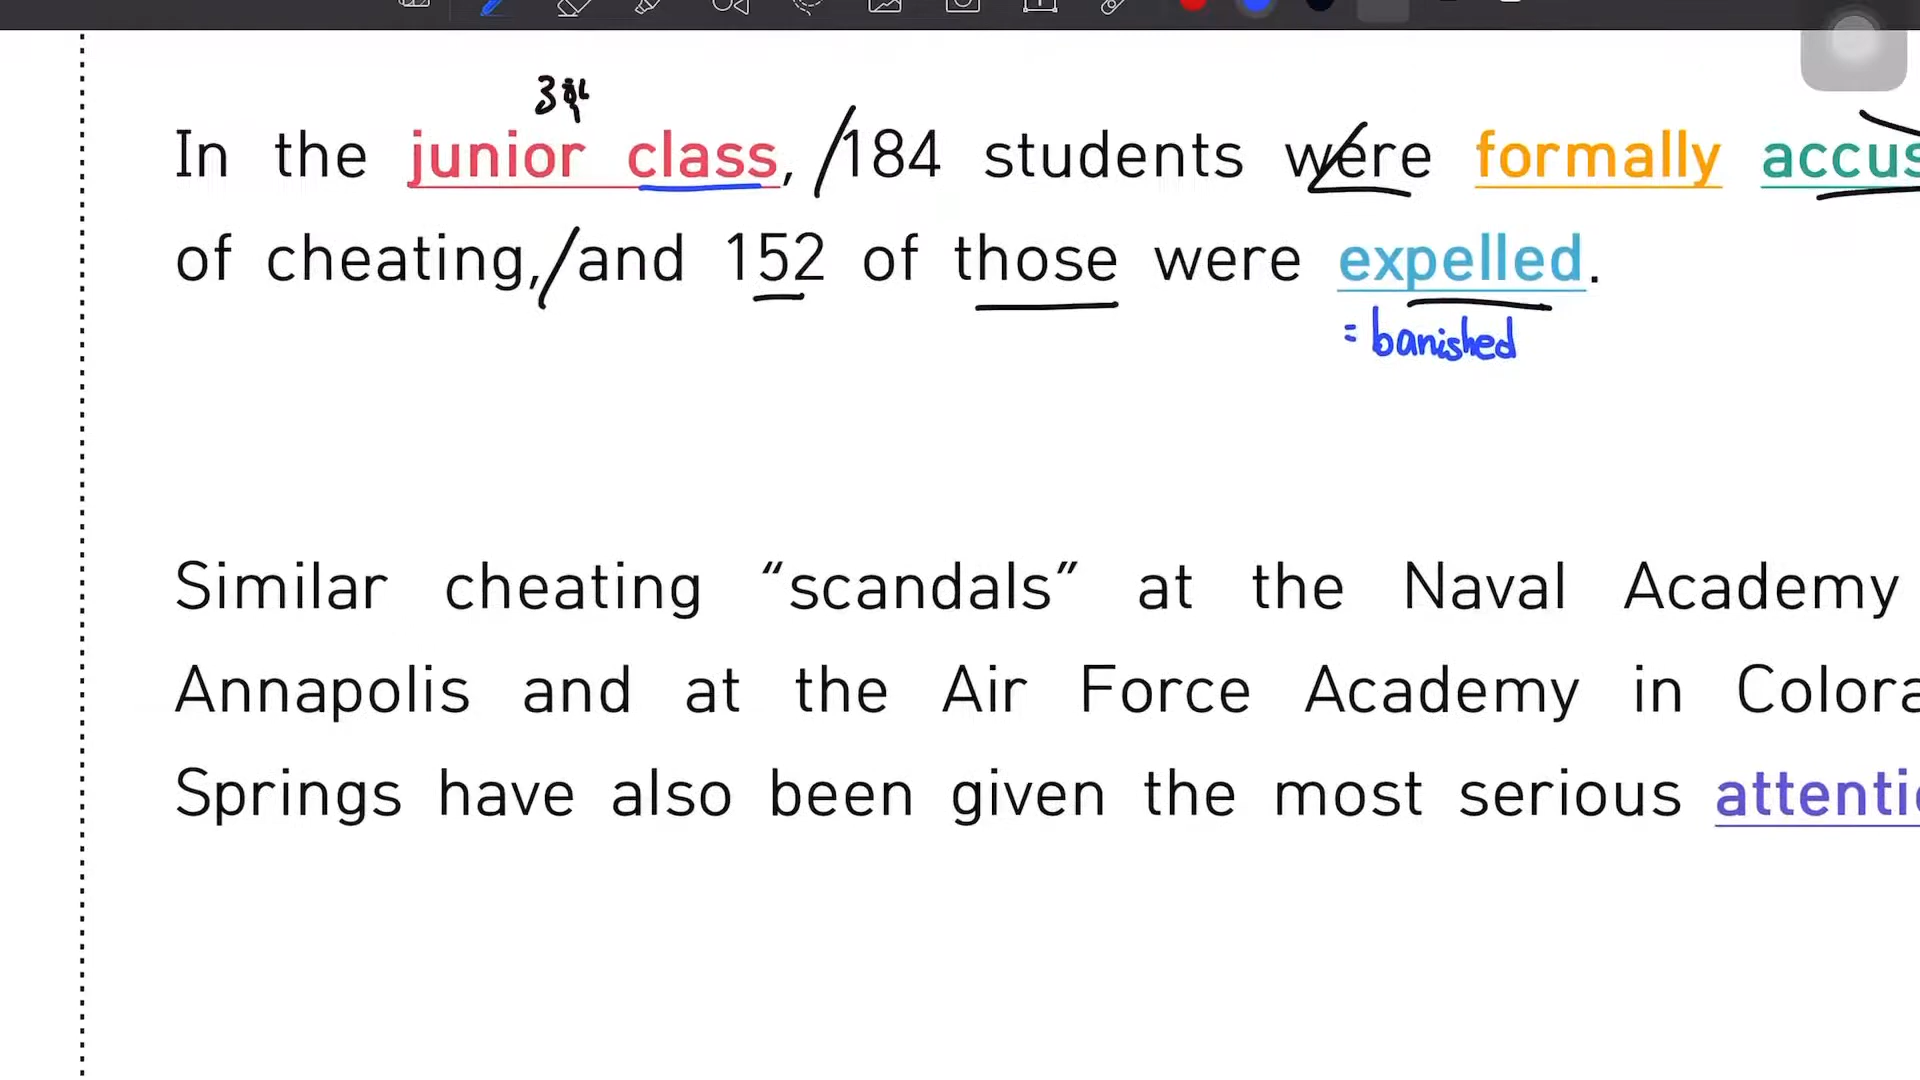 In the junior class, /184 students were formally accus
of cheating,/and 152 of those were expelled.
= banished
Similar cheating “scandals” at the Naval Academy
Annapolis and at the Air Force Academy in Colora
Springs have also been given the most serious attentic